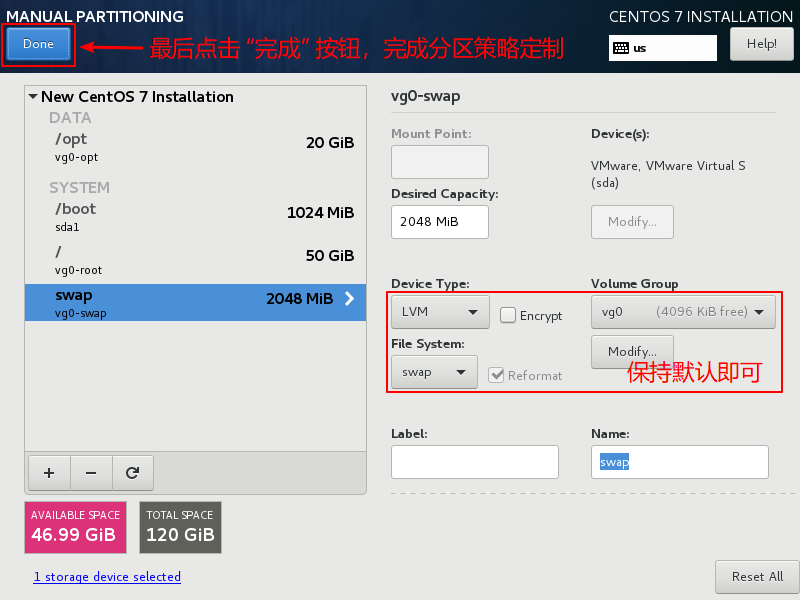 MANUAL PARTITIONING
CENTOS 7 INSTALLATION
Done
最后点击 “完成” 按钮，完成分区策略定制
us
Help!
New CentOS 7 Installation
DATA
/opt 20 GiB
vg0-opt
SYSTEM
/boot 1024 MiB
sda1
/ 50 GiB
vg0-root
swap 2048 MiB
vg0-swap
+ −
AVAILABLE SPACE
46.99 GiB
TOTAL SPACE
120 GiB
1 storage device selected
vg0-swap
Mount Point:
Device(s):
VMware, VMware Virtual S
(sda)
Desired Capacity:
2048 MiB
Modify...
Device Type:
Volume Group
LVM
Encrypt
vg0 (4096 KiB free)
File System:
Modify...
swap
Reformat
保持默认即可
Label:
Name:
swap
Reset All